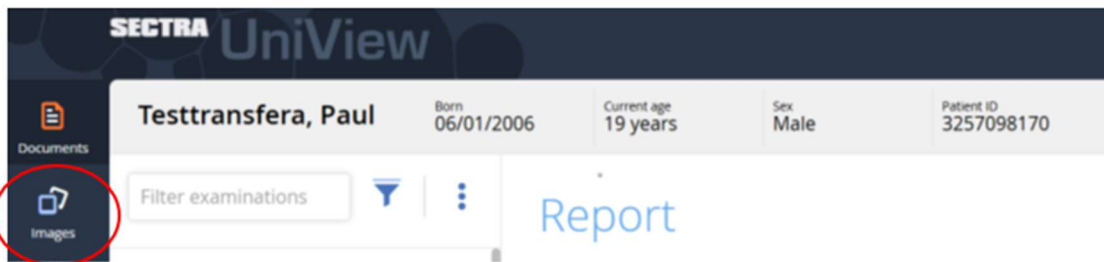 SECTRA UniView
Documents
Images
Testtransfera, Paul
Born
06/01/2006
Current age
19 years
Sex
Male
Patient ID
3257098170
Filter examinations
Report